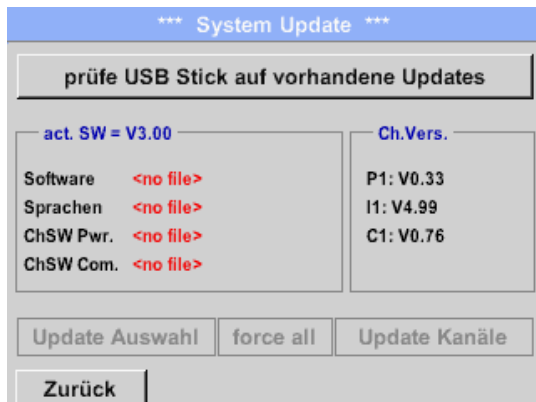 *** System Update ***
prüfe USB Stick auf vorhandene Updates
act. SW = V3.00
Software <no file>
Sprachen <no file>
ChSW Pwr. <no file>
ChSW Com. <no file>
Ch.Vers.
P1: V0.33
I1: V4.99
C1: V0.76
Update Auswahl
force all
Update Kanäle
Zurück